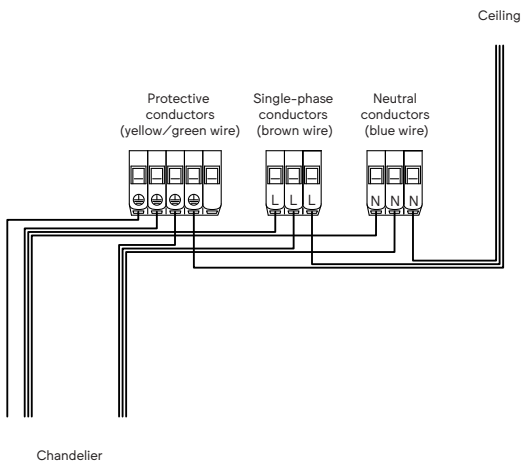 Ceiling
Protective
conductors
(yellow/green wire)
Single-phase
conductors
(brown wire)
Neutral
conductors
(blue wire)
L L L
N N N
Chandelier